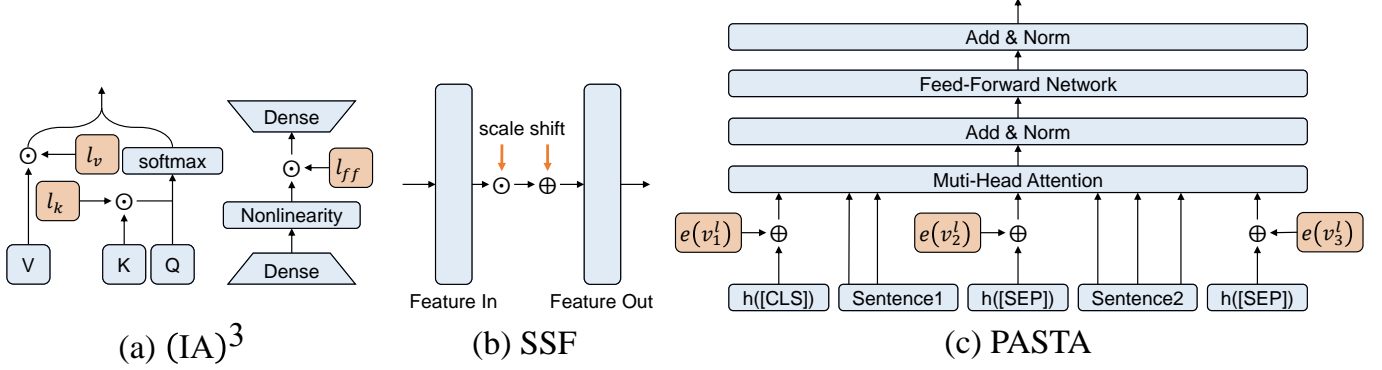 softmax
l_v
l_k
V
K
Q
Dense
l_ff
Nonlinearity
Dense
(a) (IA)^3
scale shift
Feature In
Feature Out
(b) SSF
Add & Norm
Feed-Forward Network
Add & Norm
Muti-Head Attention
e(v_1^l)
e(v_2^l)
e(v_3^l)
h([CLS])
Sentence1
h([SEP])
Sentence2
h([SEP])
(c) PASTA